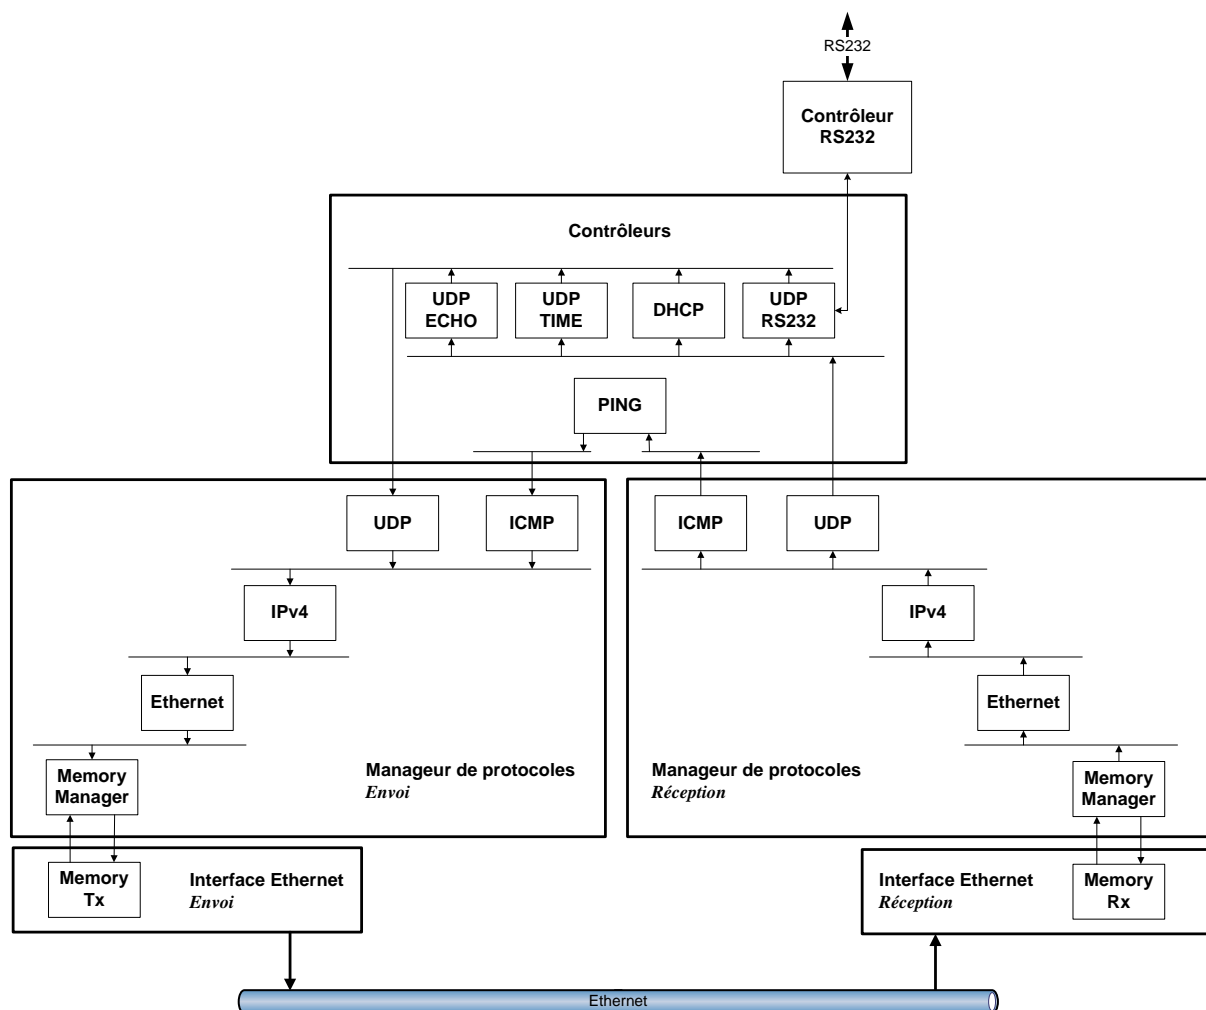 RS232
Contrôleur
RS232
Contrôleurs
UDP
ECHO
UDP
TIME
DHCP
UDP
RS232
PING
UDP
ICMP
ICMP
UDP
IPv4
IPv4
Ethernet
Ethernet
Manageur de protocoles
Envoi
Manageur de protocoles
Réception
Memory
Manager
Memory
Manager
Memory
Tx
Interface Ethernet
Envoi
Interface Ethernet
Réception
Memory
Rx
Ethernet